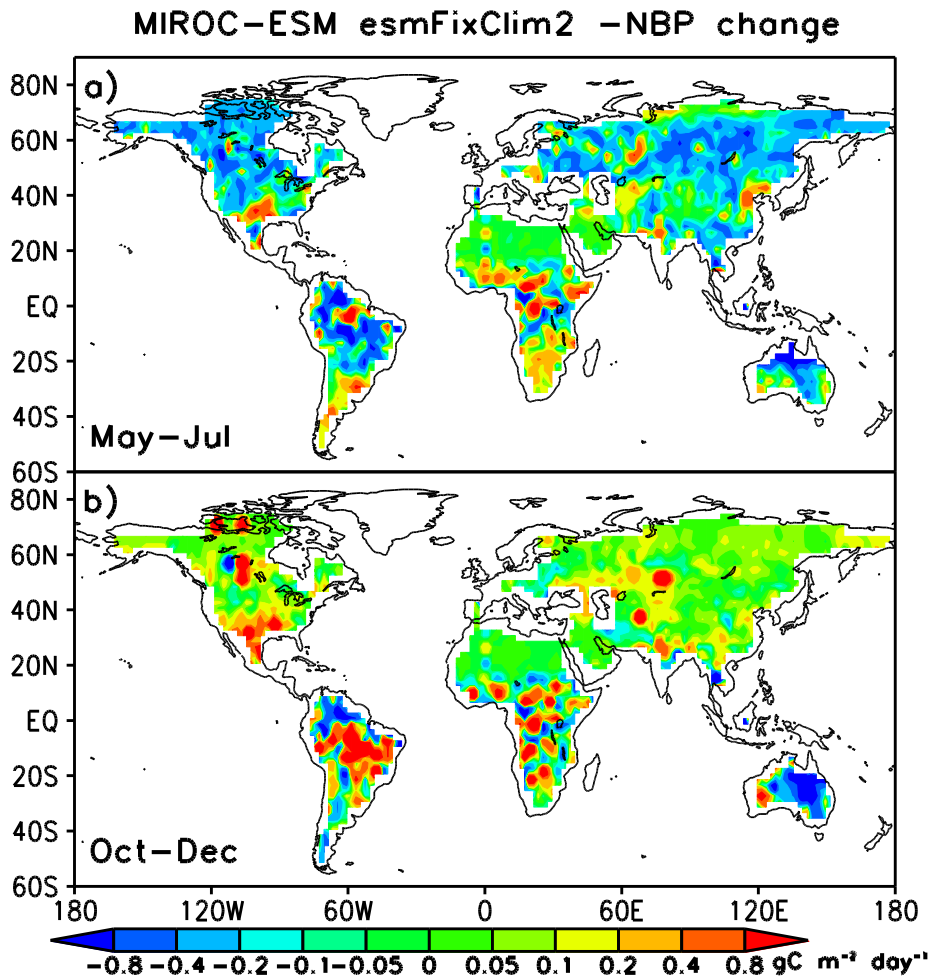 MIROC-ESM esmFixClim2 -NBP change
80N
a)
60N
40N
20N
EQ
20S
40S
May-Jul
60S
80N
b)
60N
40N
20N
EQ
20S
40S
Oct-Dec
60S
180 120W 60W 0 60E 120E 180
-0.8 -0.4 -0.2 -0.1 -0.05 0 0.05 0.1 0.2 0.4 0.8 gC m⁻² day⁻¹